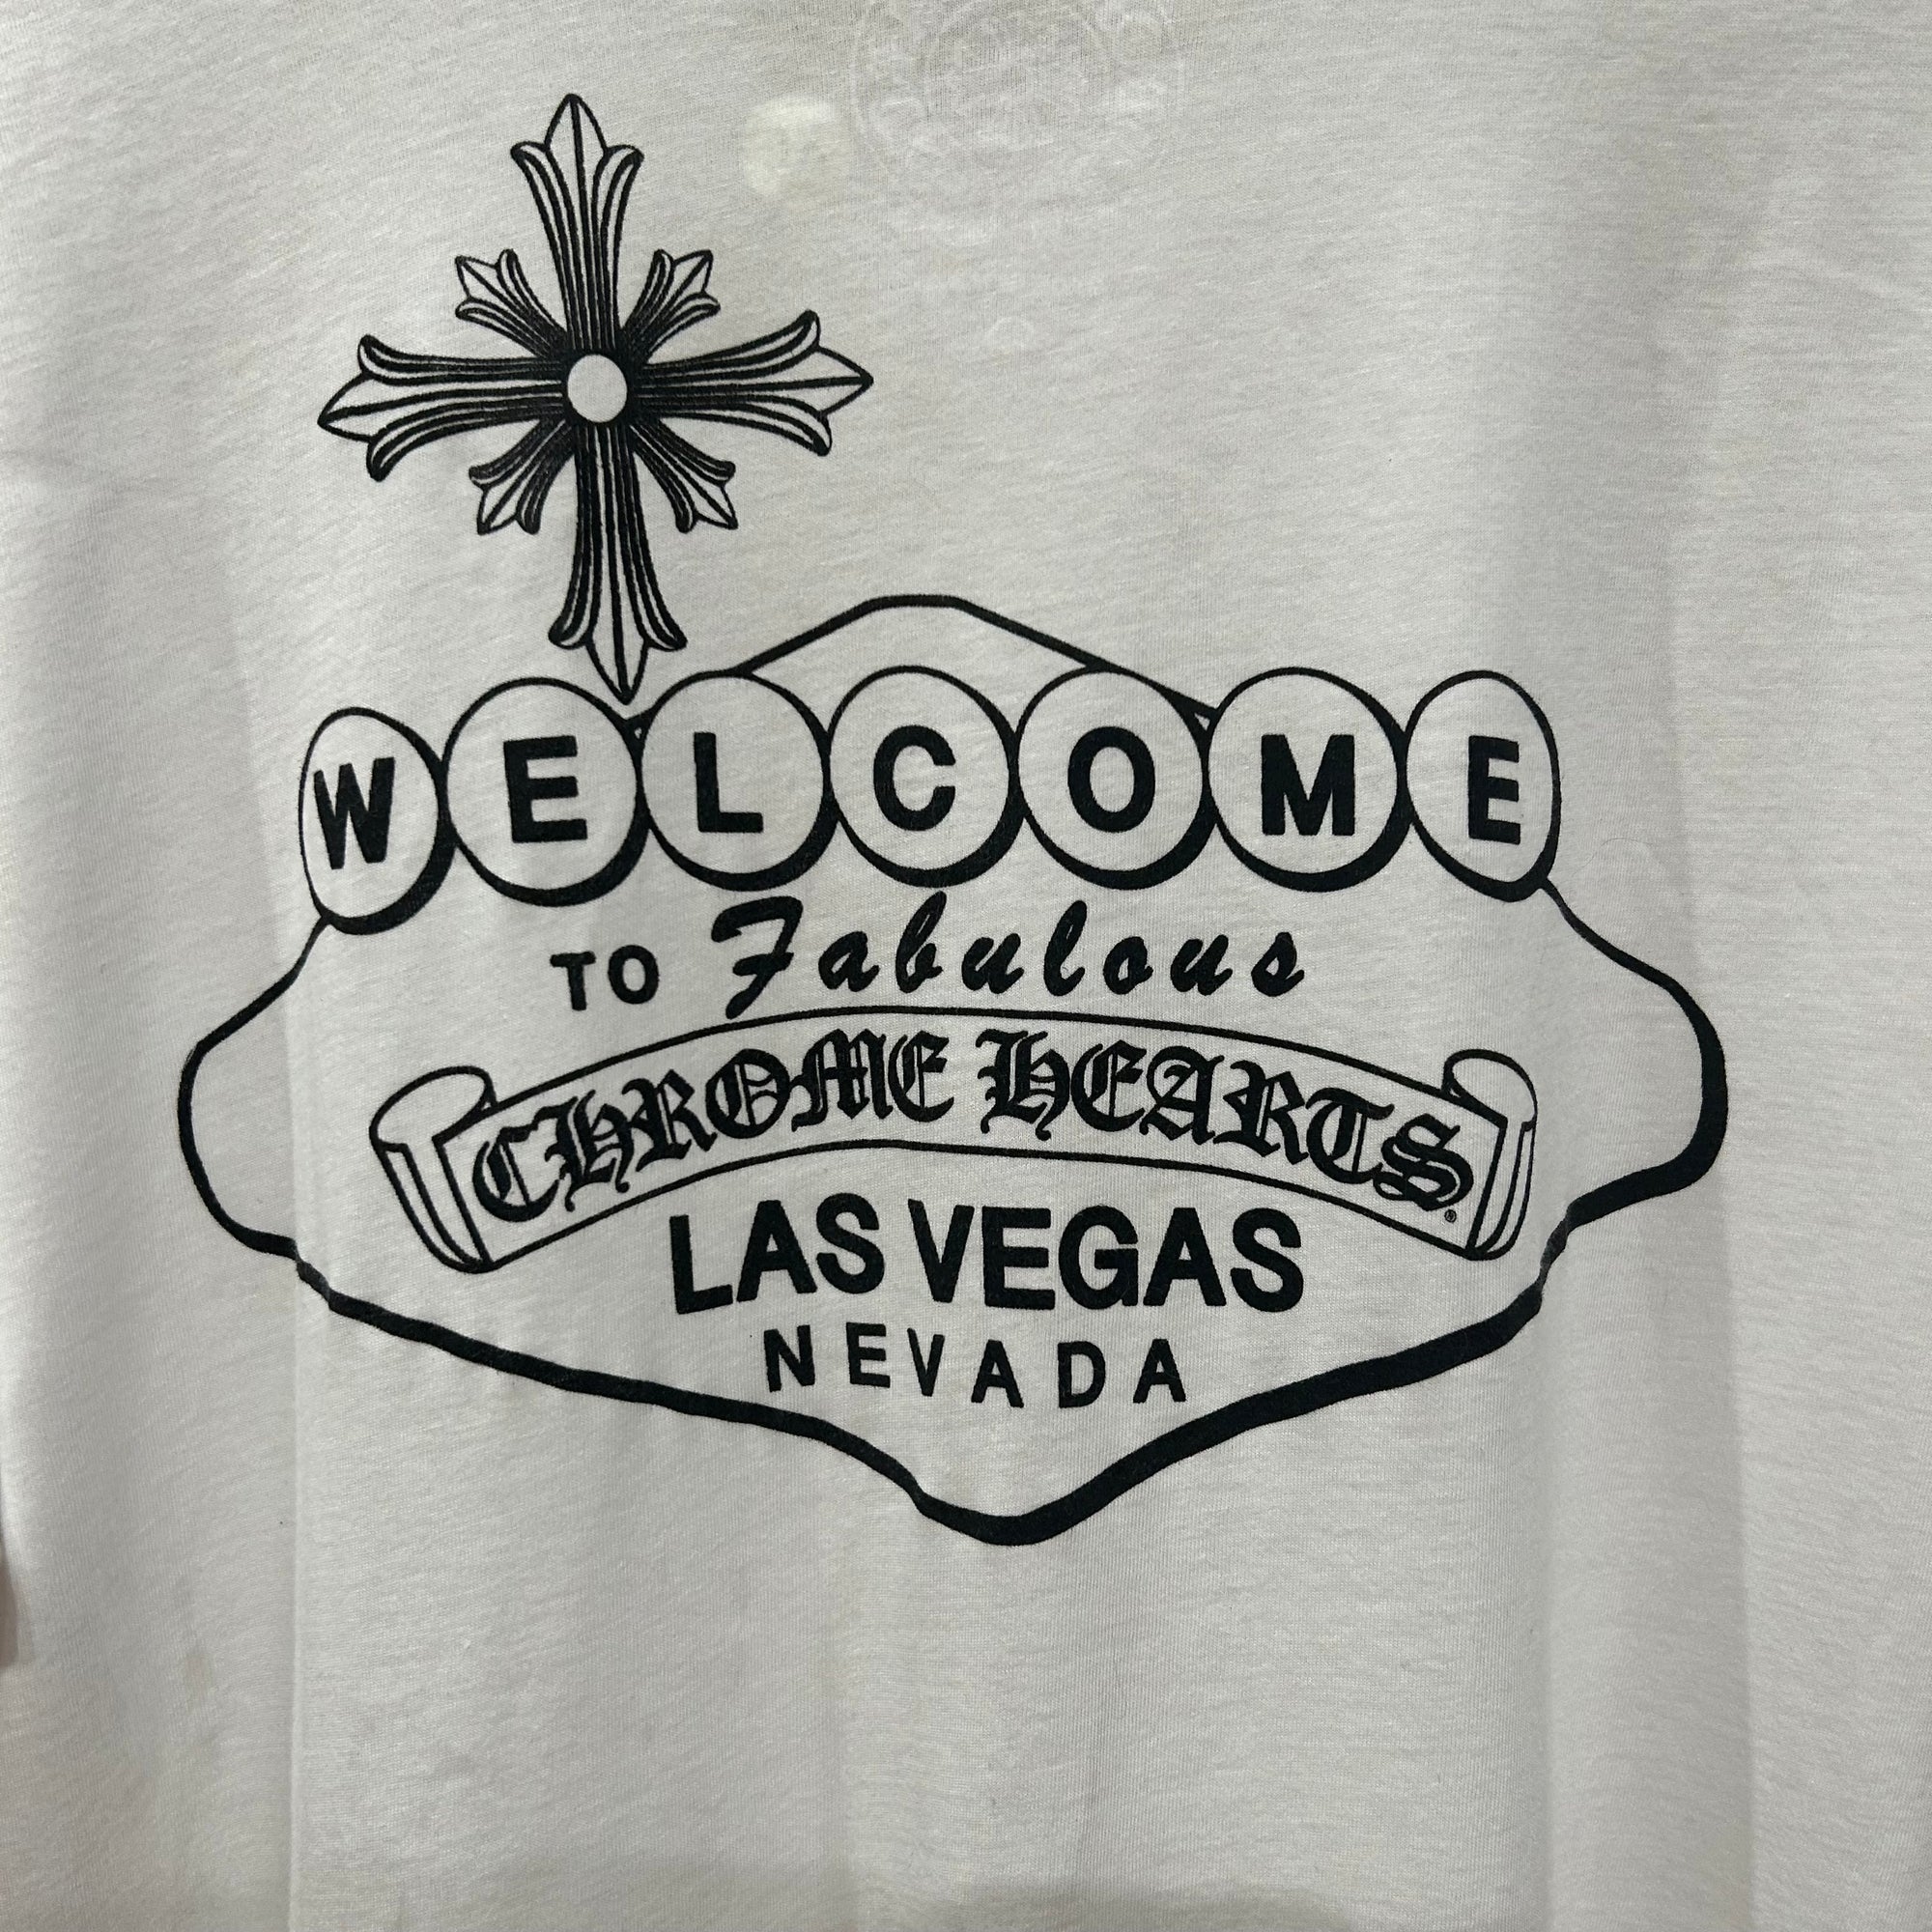 WELCOME
TO Fabulous
CHROME HEARTS®
LAS VEGAS
NEVADA